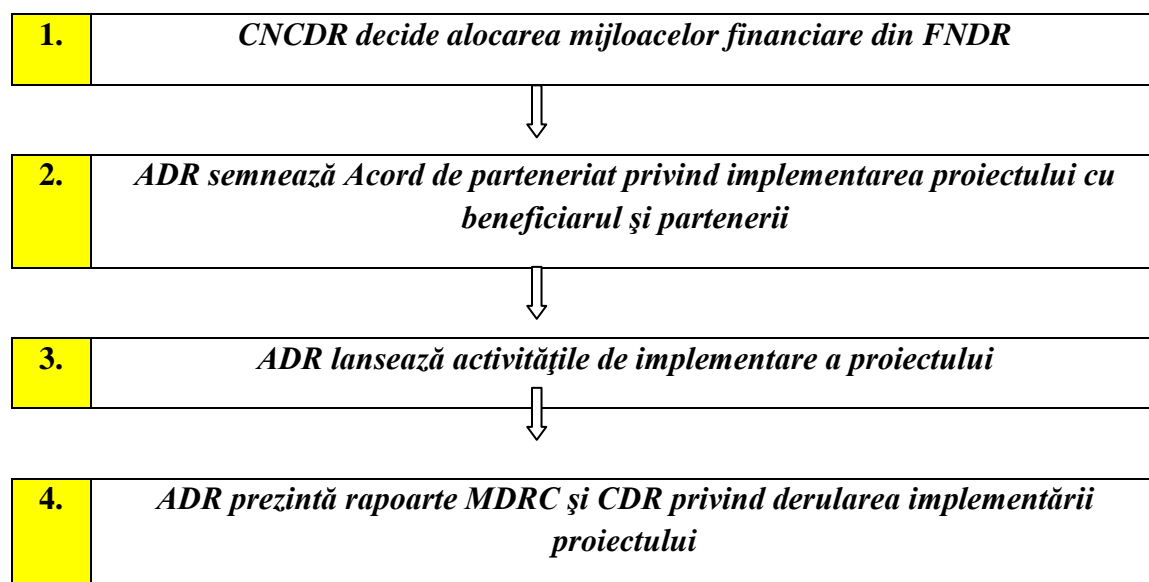 1. CNCDR decide alocarea mijloacelor financiare din FNDR
2. ADR semnează Acord de parteneriat privind implementarea proiectului cu
beneficiarul şi partenerii
3. ADR lansează activităţile de implementare a proiectului
4. ADR prezintă rapoarte MDRC şi CDR privind derularea implementării
proiectului